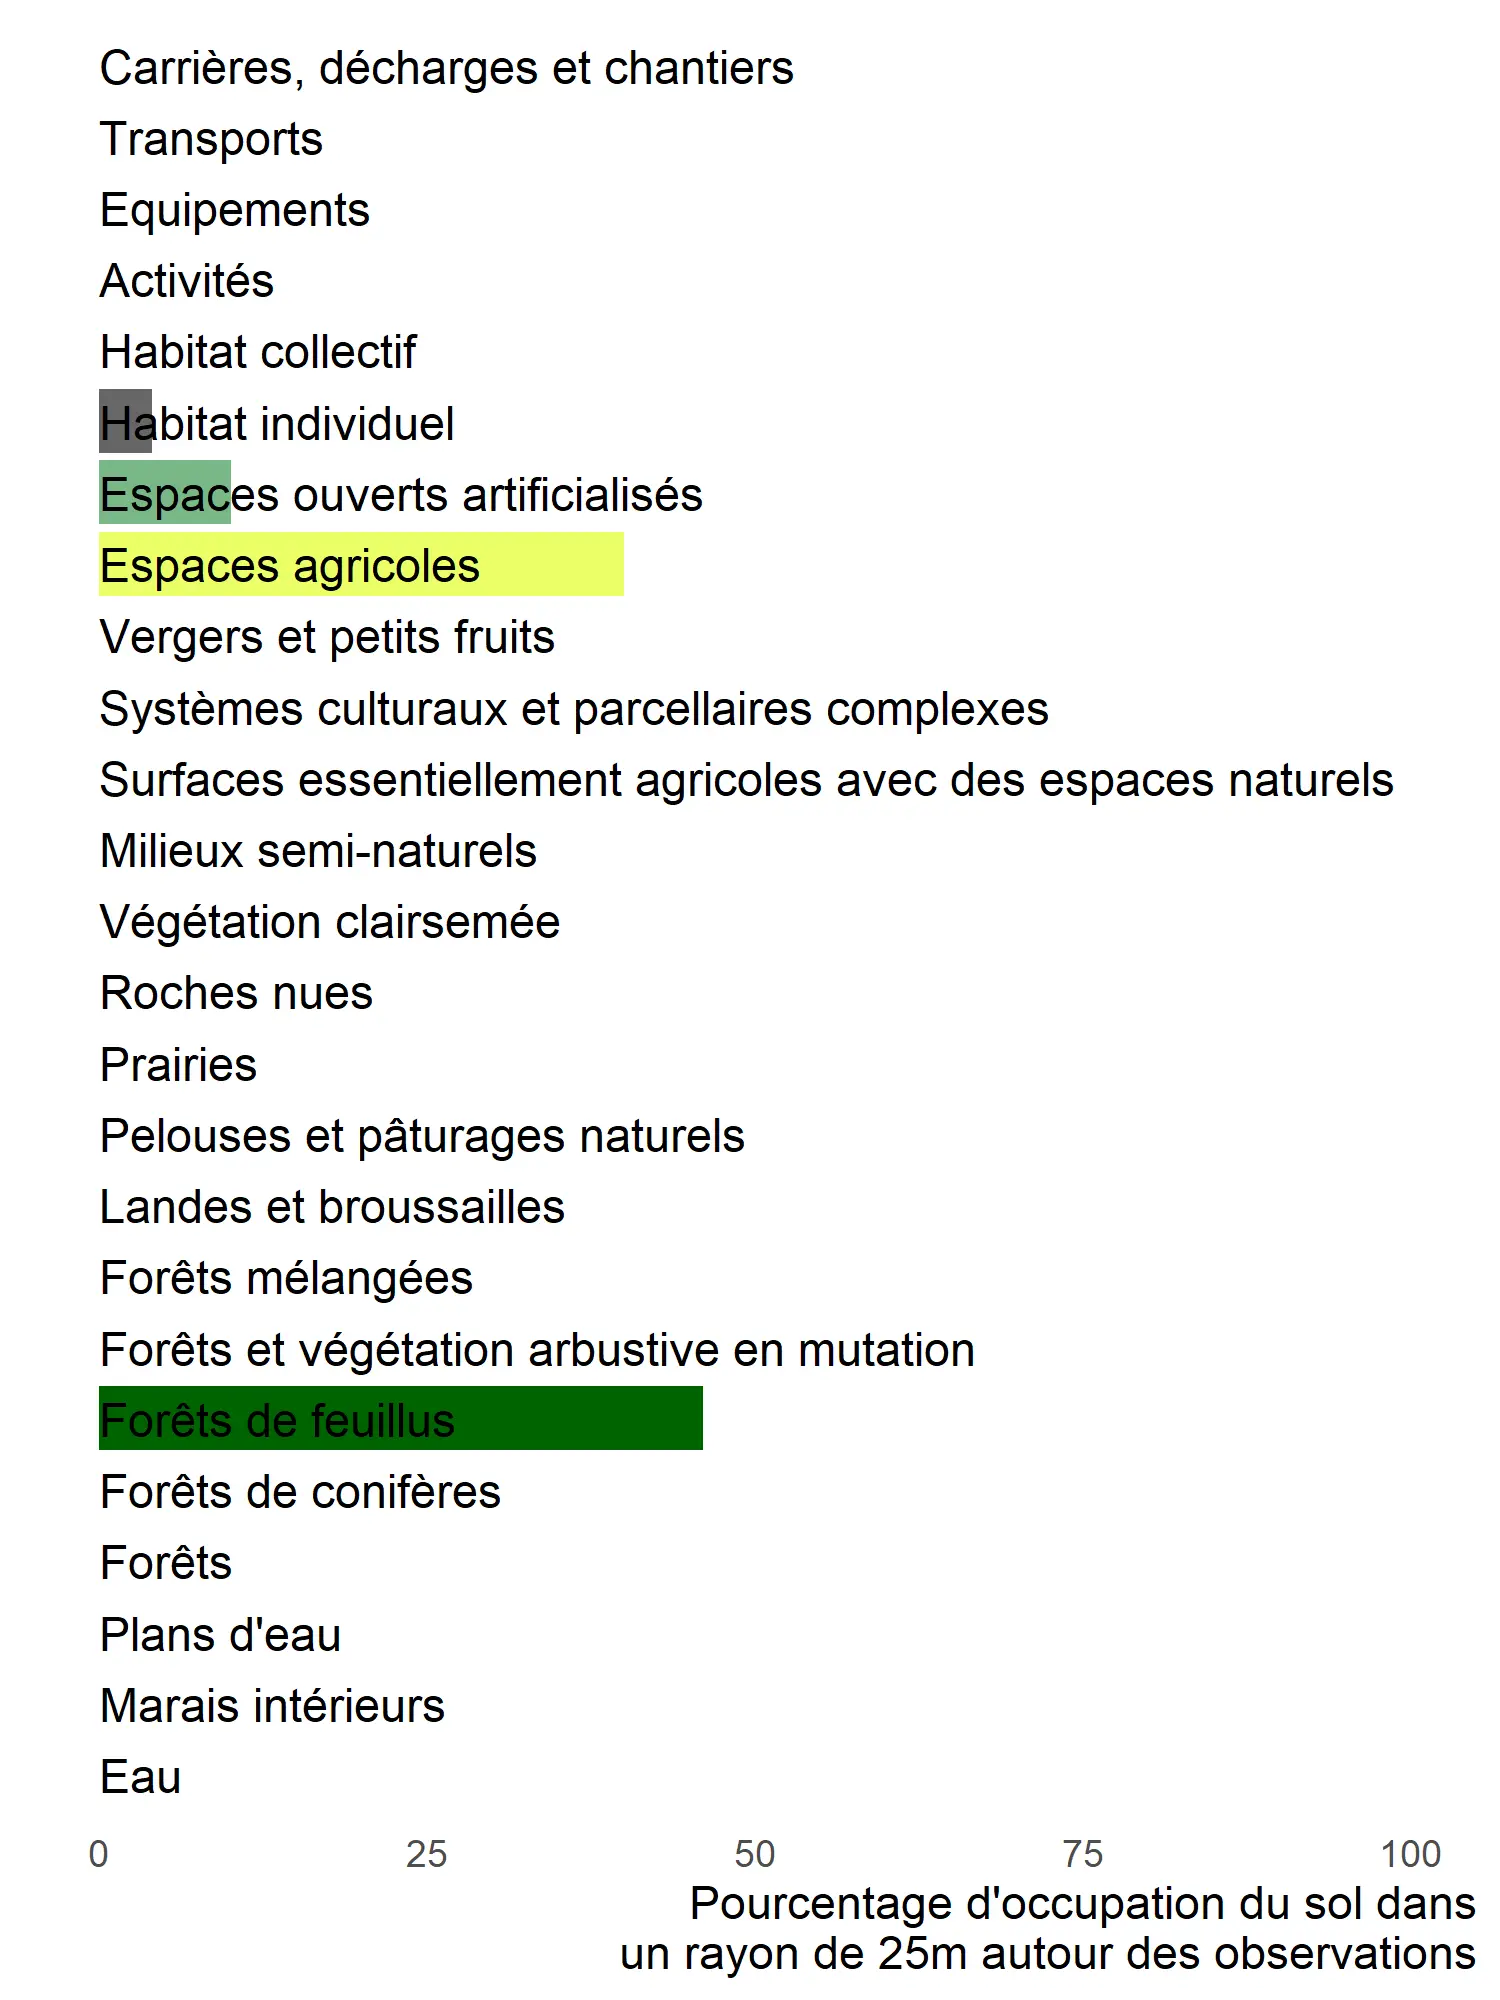 Carrières, décharges et chantiers
Transports
Equipements
Activités
Habitat collectif
Habitat individuel
Espaces ouverts artificialisés
Espaces agricoles
Vergers et petits fruits
Systèmes culturaux et parcellaires complexes
Surfaces essentiellement agricoles avec des espaces naturels
Milieux semi-naturels
Végétation clairsemée
Roches nues
Prairies
Pelouses et pâturages naturels
Landes et broussailles
Forêts mélangées
Forêts et végétation arbustive en mutation
Forêts de feuillus
Forêts de conifères
Forêts
Plans d'eau
Marais intérieurs
Eau
0 25 50 75 100
Pourcentage d'occupation du sol dans
un rayon de 25m autour des observations